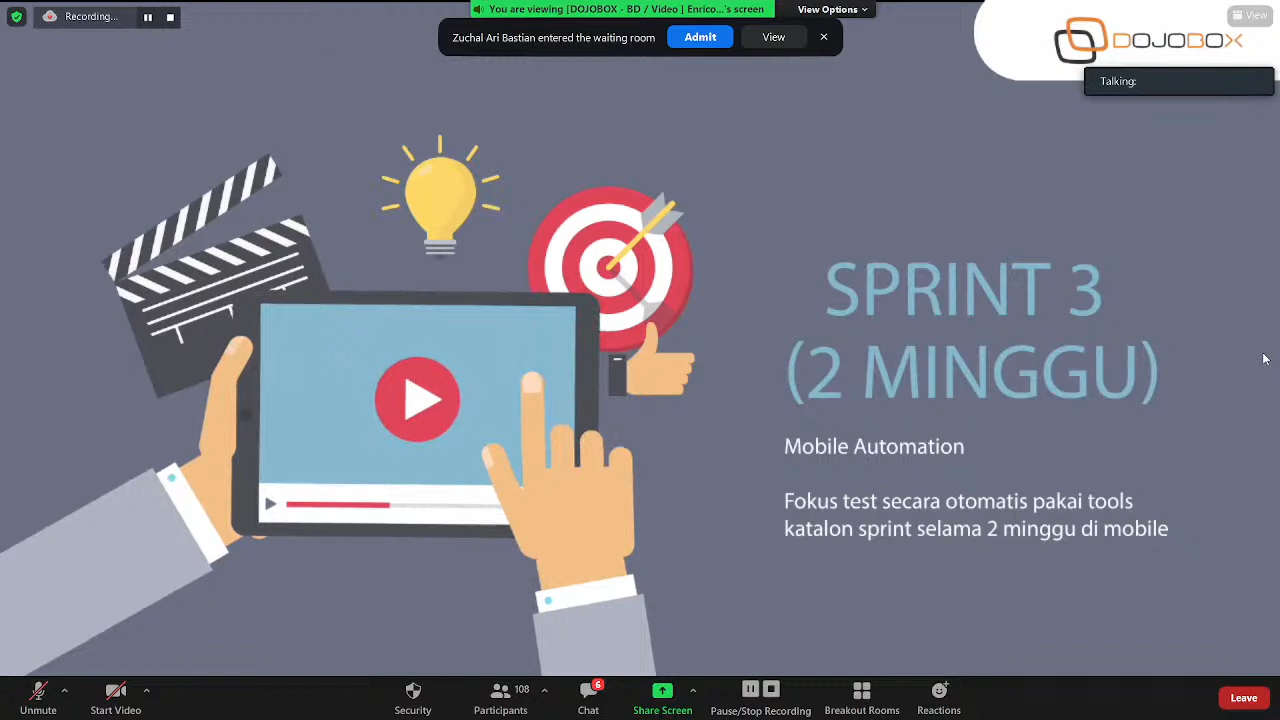 Recording...
You are viewing [DOJOBOX - BD / Video ] Enrico...'s screen
View Options
View
Zuchal Ari Bastian entered the waiting room
Admit
View
DOJOBOX
Talking:
SPRINT 3
(2 MINGGU)
Mobile Automation
Fokus test secara otomatis pakai tools
katalon sprint selama 2 minggu di mobile
Unmute
Start Video
Security
Participants
108
Chat
6
Share Screen
Pause/Stop Recording
Breakout Rooms
Reactions
Leave